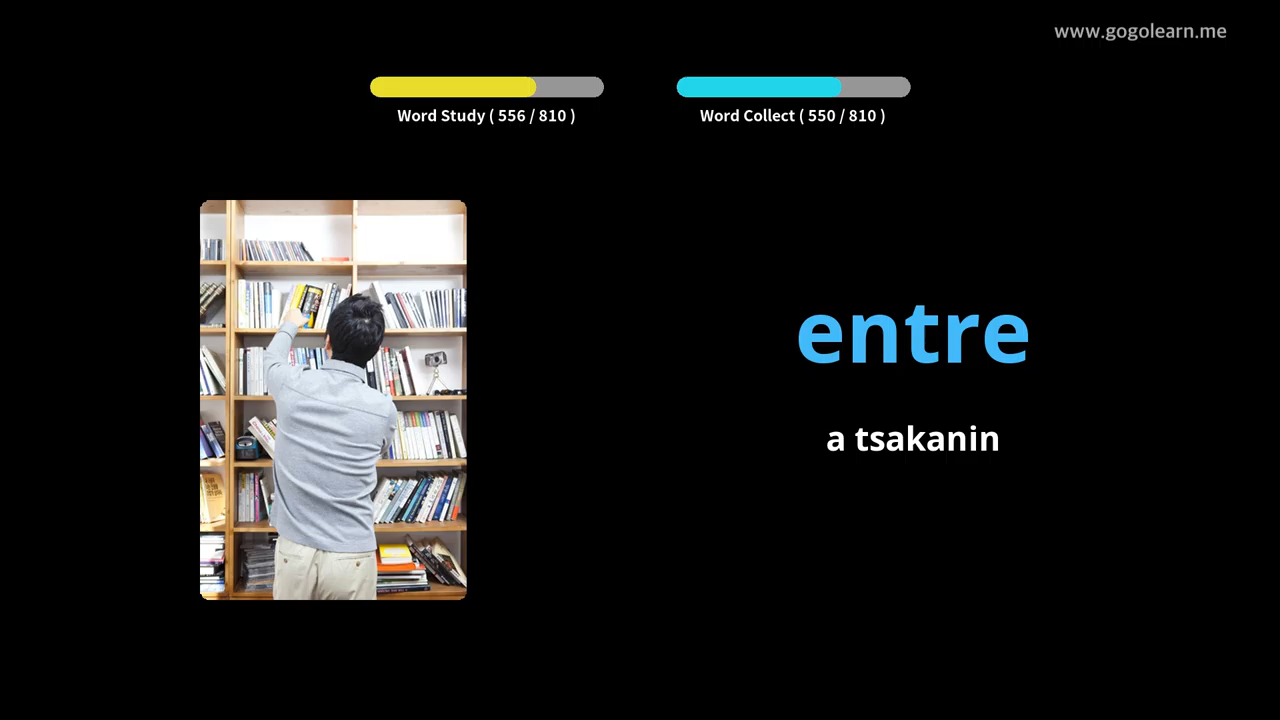 www.gogolearn.me
Word Study ( 556 / 810 )
Word Collect ( 550 / 810 )
entre
a tsakanin